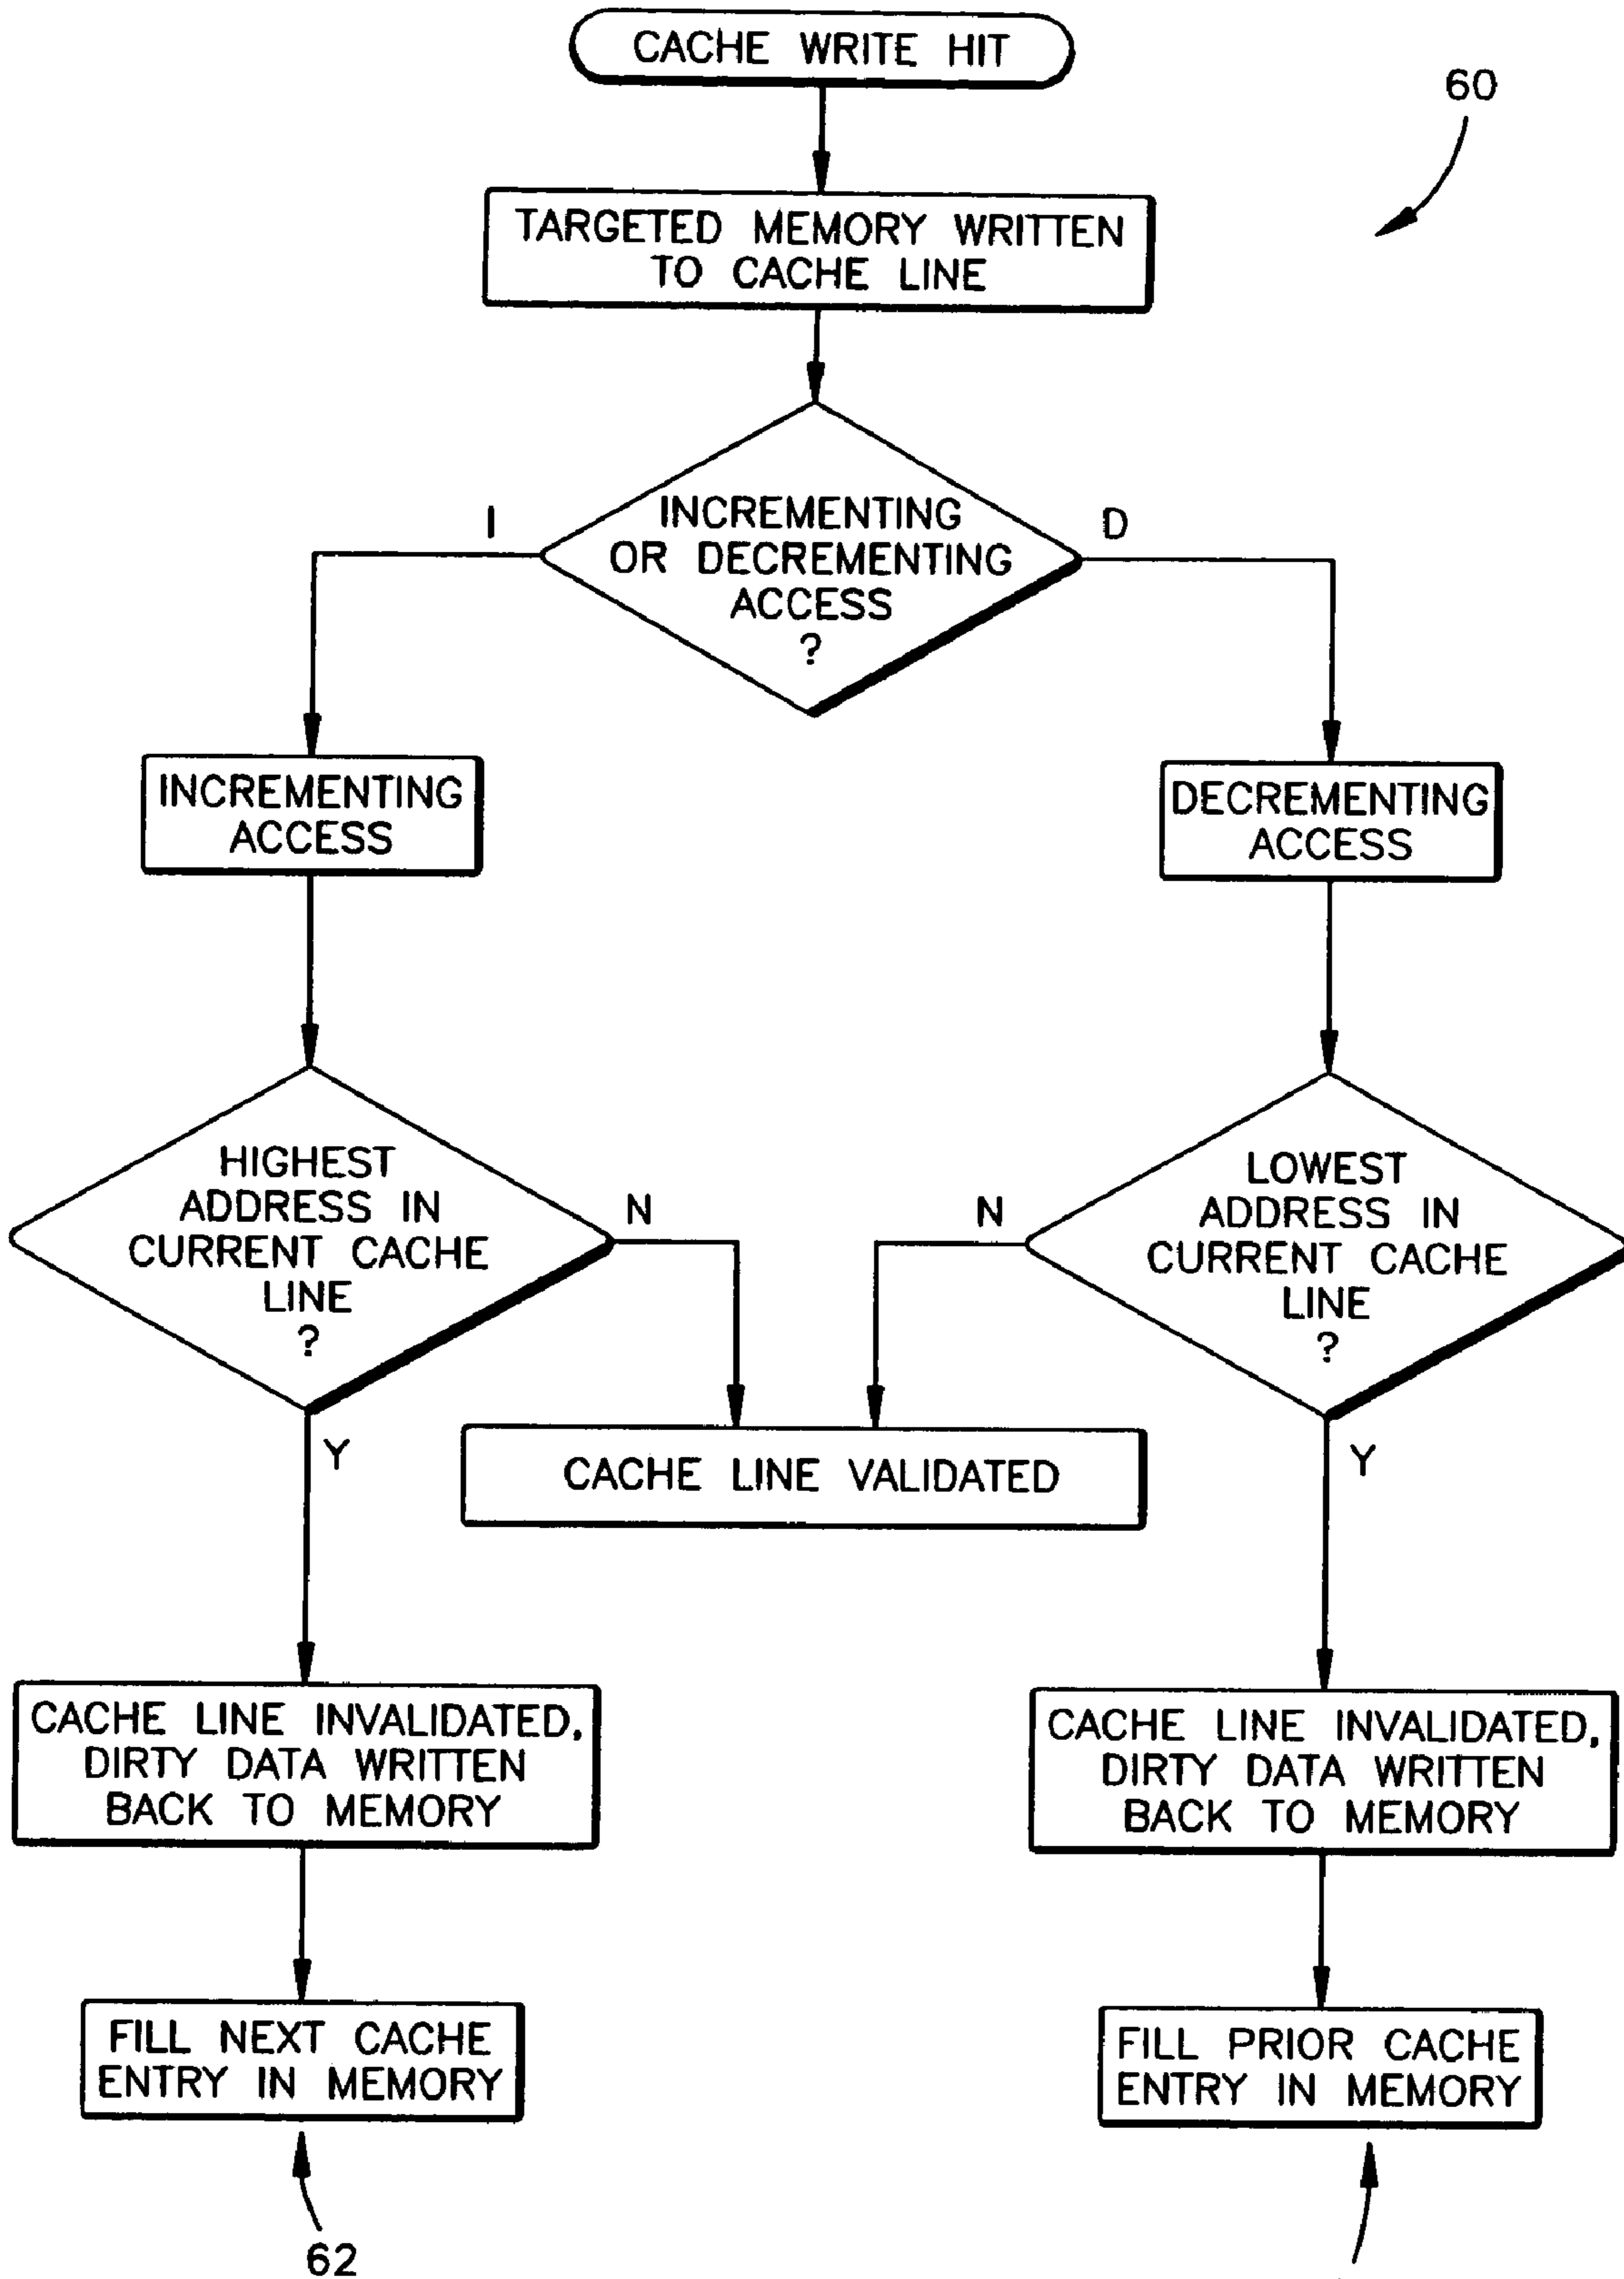 CACHE WRITE HIT
60
TARGETED MEMORY WRITTEN
TO CACHE LINE
INCREMENTING
OR DECREMENTING
ACCESS
?
I
D
INCREMENTING
ACCESS
DECREMENTING
ACCESS
HIGHEST
ADDRESS IN
CURRENT CACHE
LINE
?
N
Y
LOWEST
ADDRESS IN
CURRENT CACHE
LINE
?
N
Y
CACHE LINE VALIDATED
CACHE LINE INVALIDATED,
DIRTY DATA WRITTEN
BACK TO MEMORY
CACHE LINE INVALIDATED,
DIRTY DATA WRITTEN
BACK TO MEMORY
FILL NEXT CACHE
ENTRY IN MEMORY
FILL PRIOR CACHE
ENTRY IN MEMORY
62